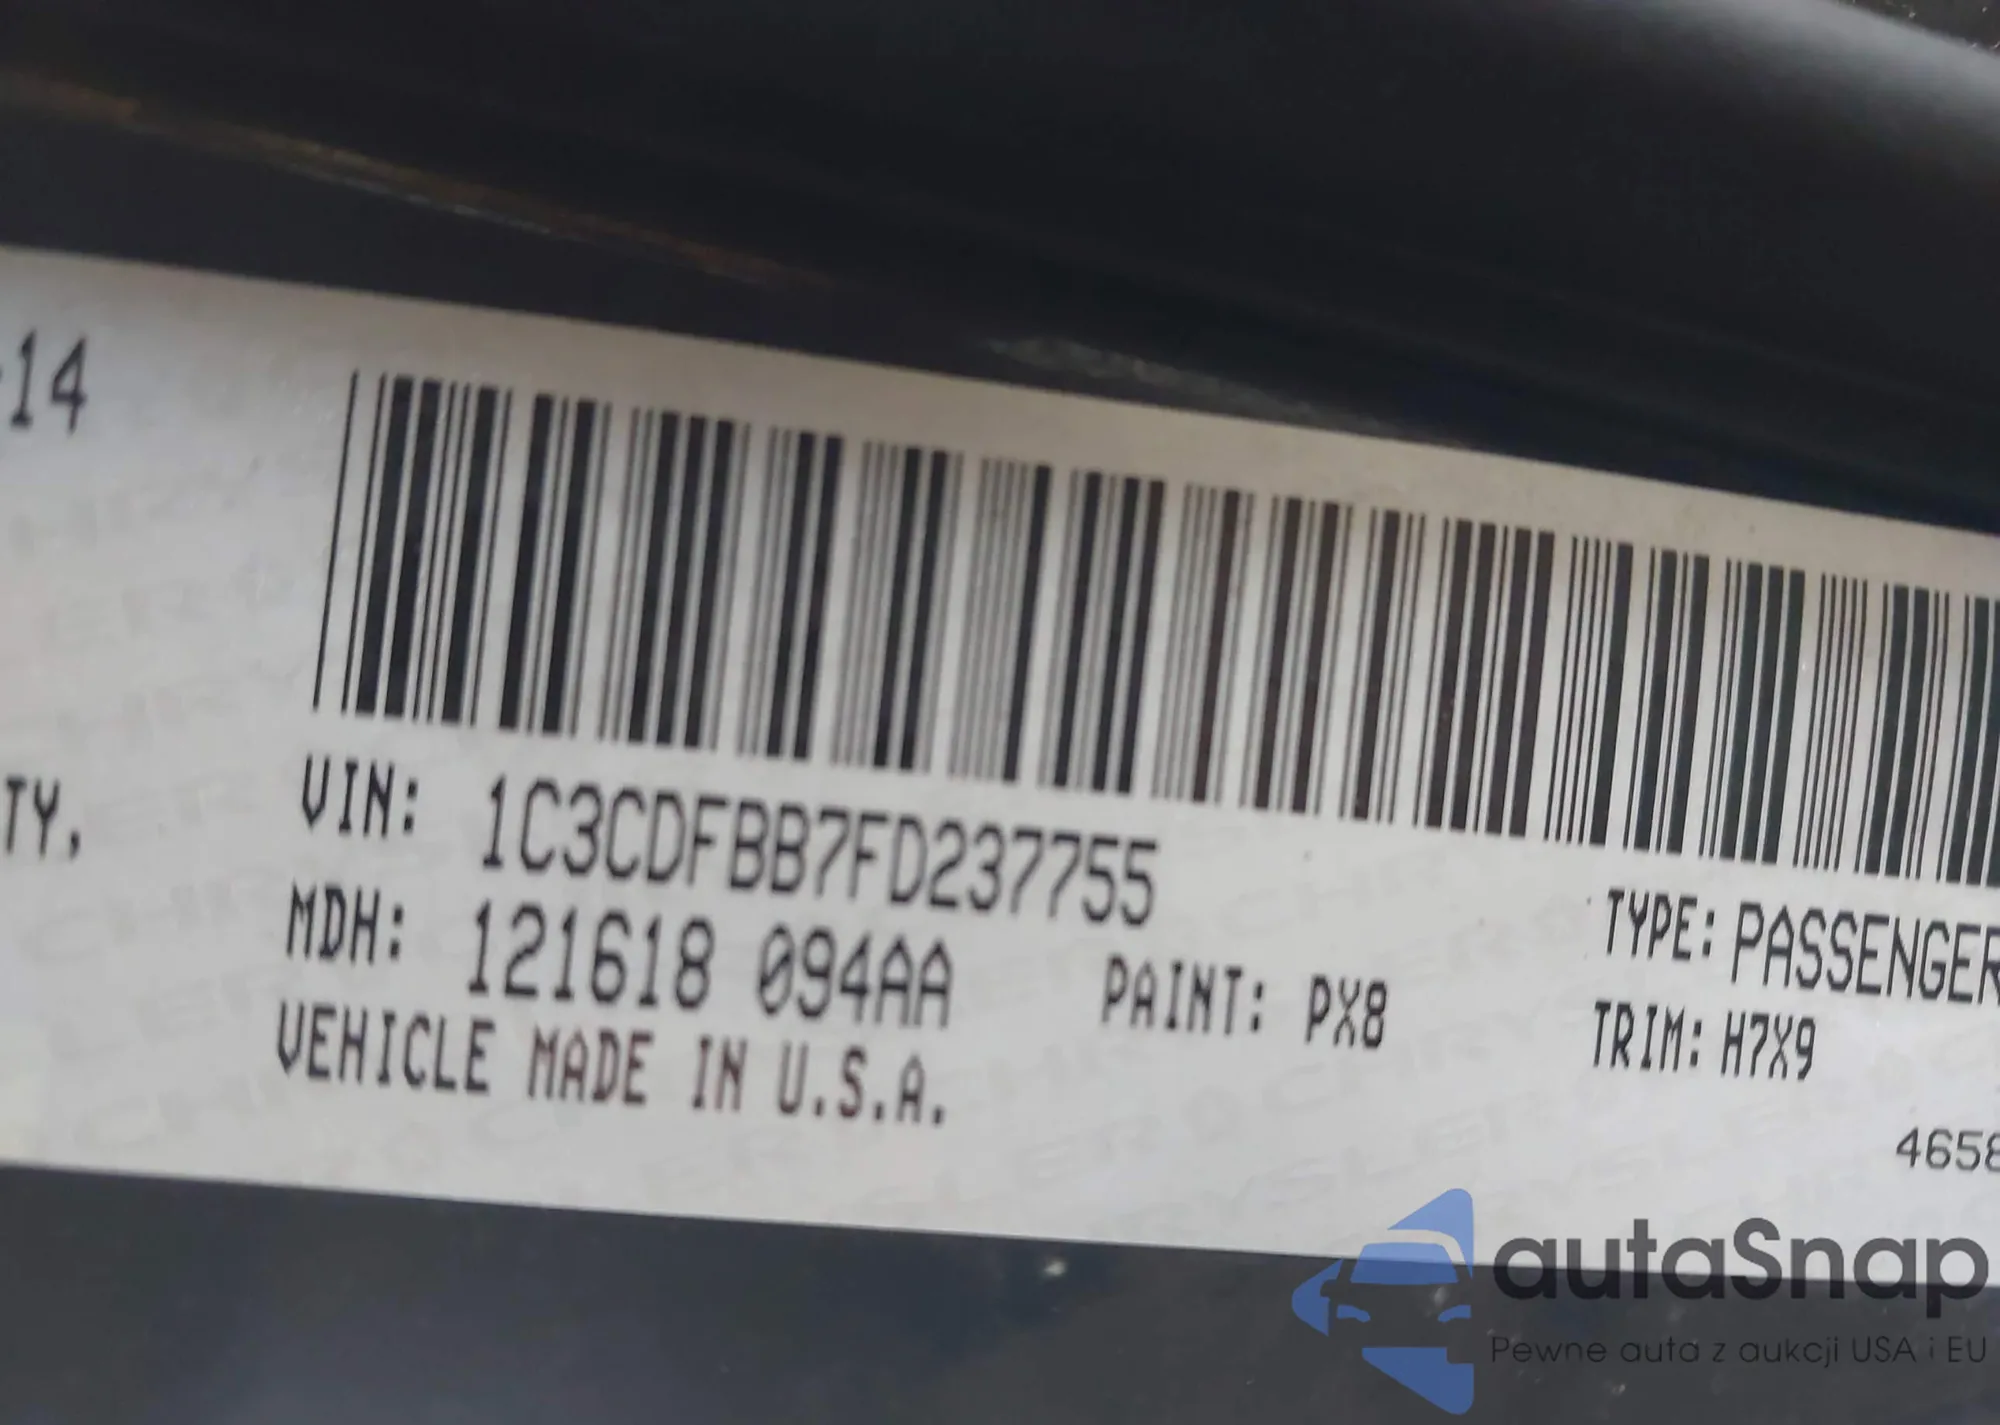 -14
TY,
VIN: 1C3CDFBB7FD237755
TYPE: PASSENGER
MDH: 121618 094AA
PAINT: PX8
TRIM: H7X9
VEHICLE MADE IN U.S.A.
4658
autaSnap
Pewne auta z aukcji USA i EU